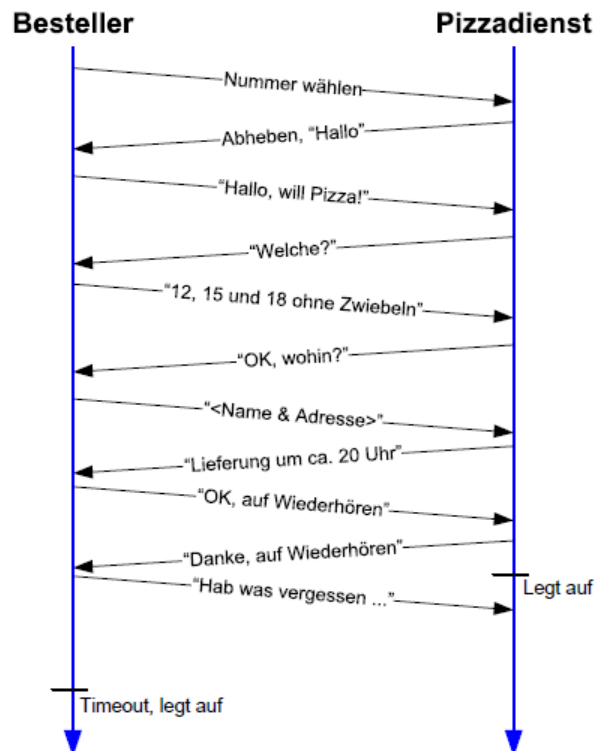 Besteller
Pizzadienst
Nummer wählen
Abheben, “Hallo”
“Hallo, will Pizza!”
“Welche?”
“12, 15 und 18 ohne Zwiebeln”
“OK, wohin?”
“<Name & Adresse>”
“Lieferung um ca. 20 Uhr”
“OK, auf Wiederhören”
“Danke, auf Wiederhören”
“Hab was vergessen ...”
Legt auf
Timeout, legt auf